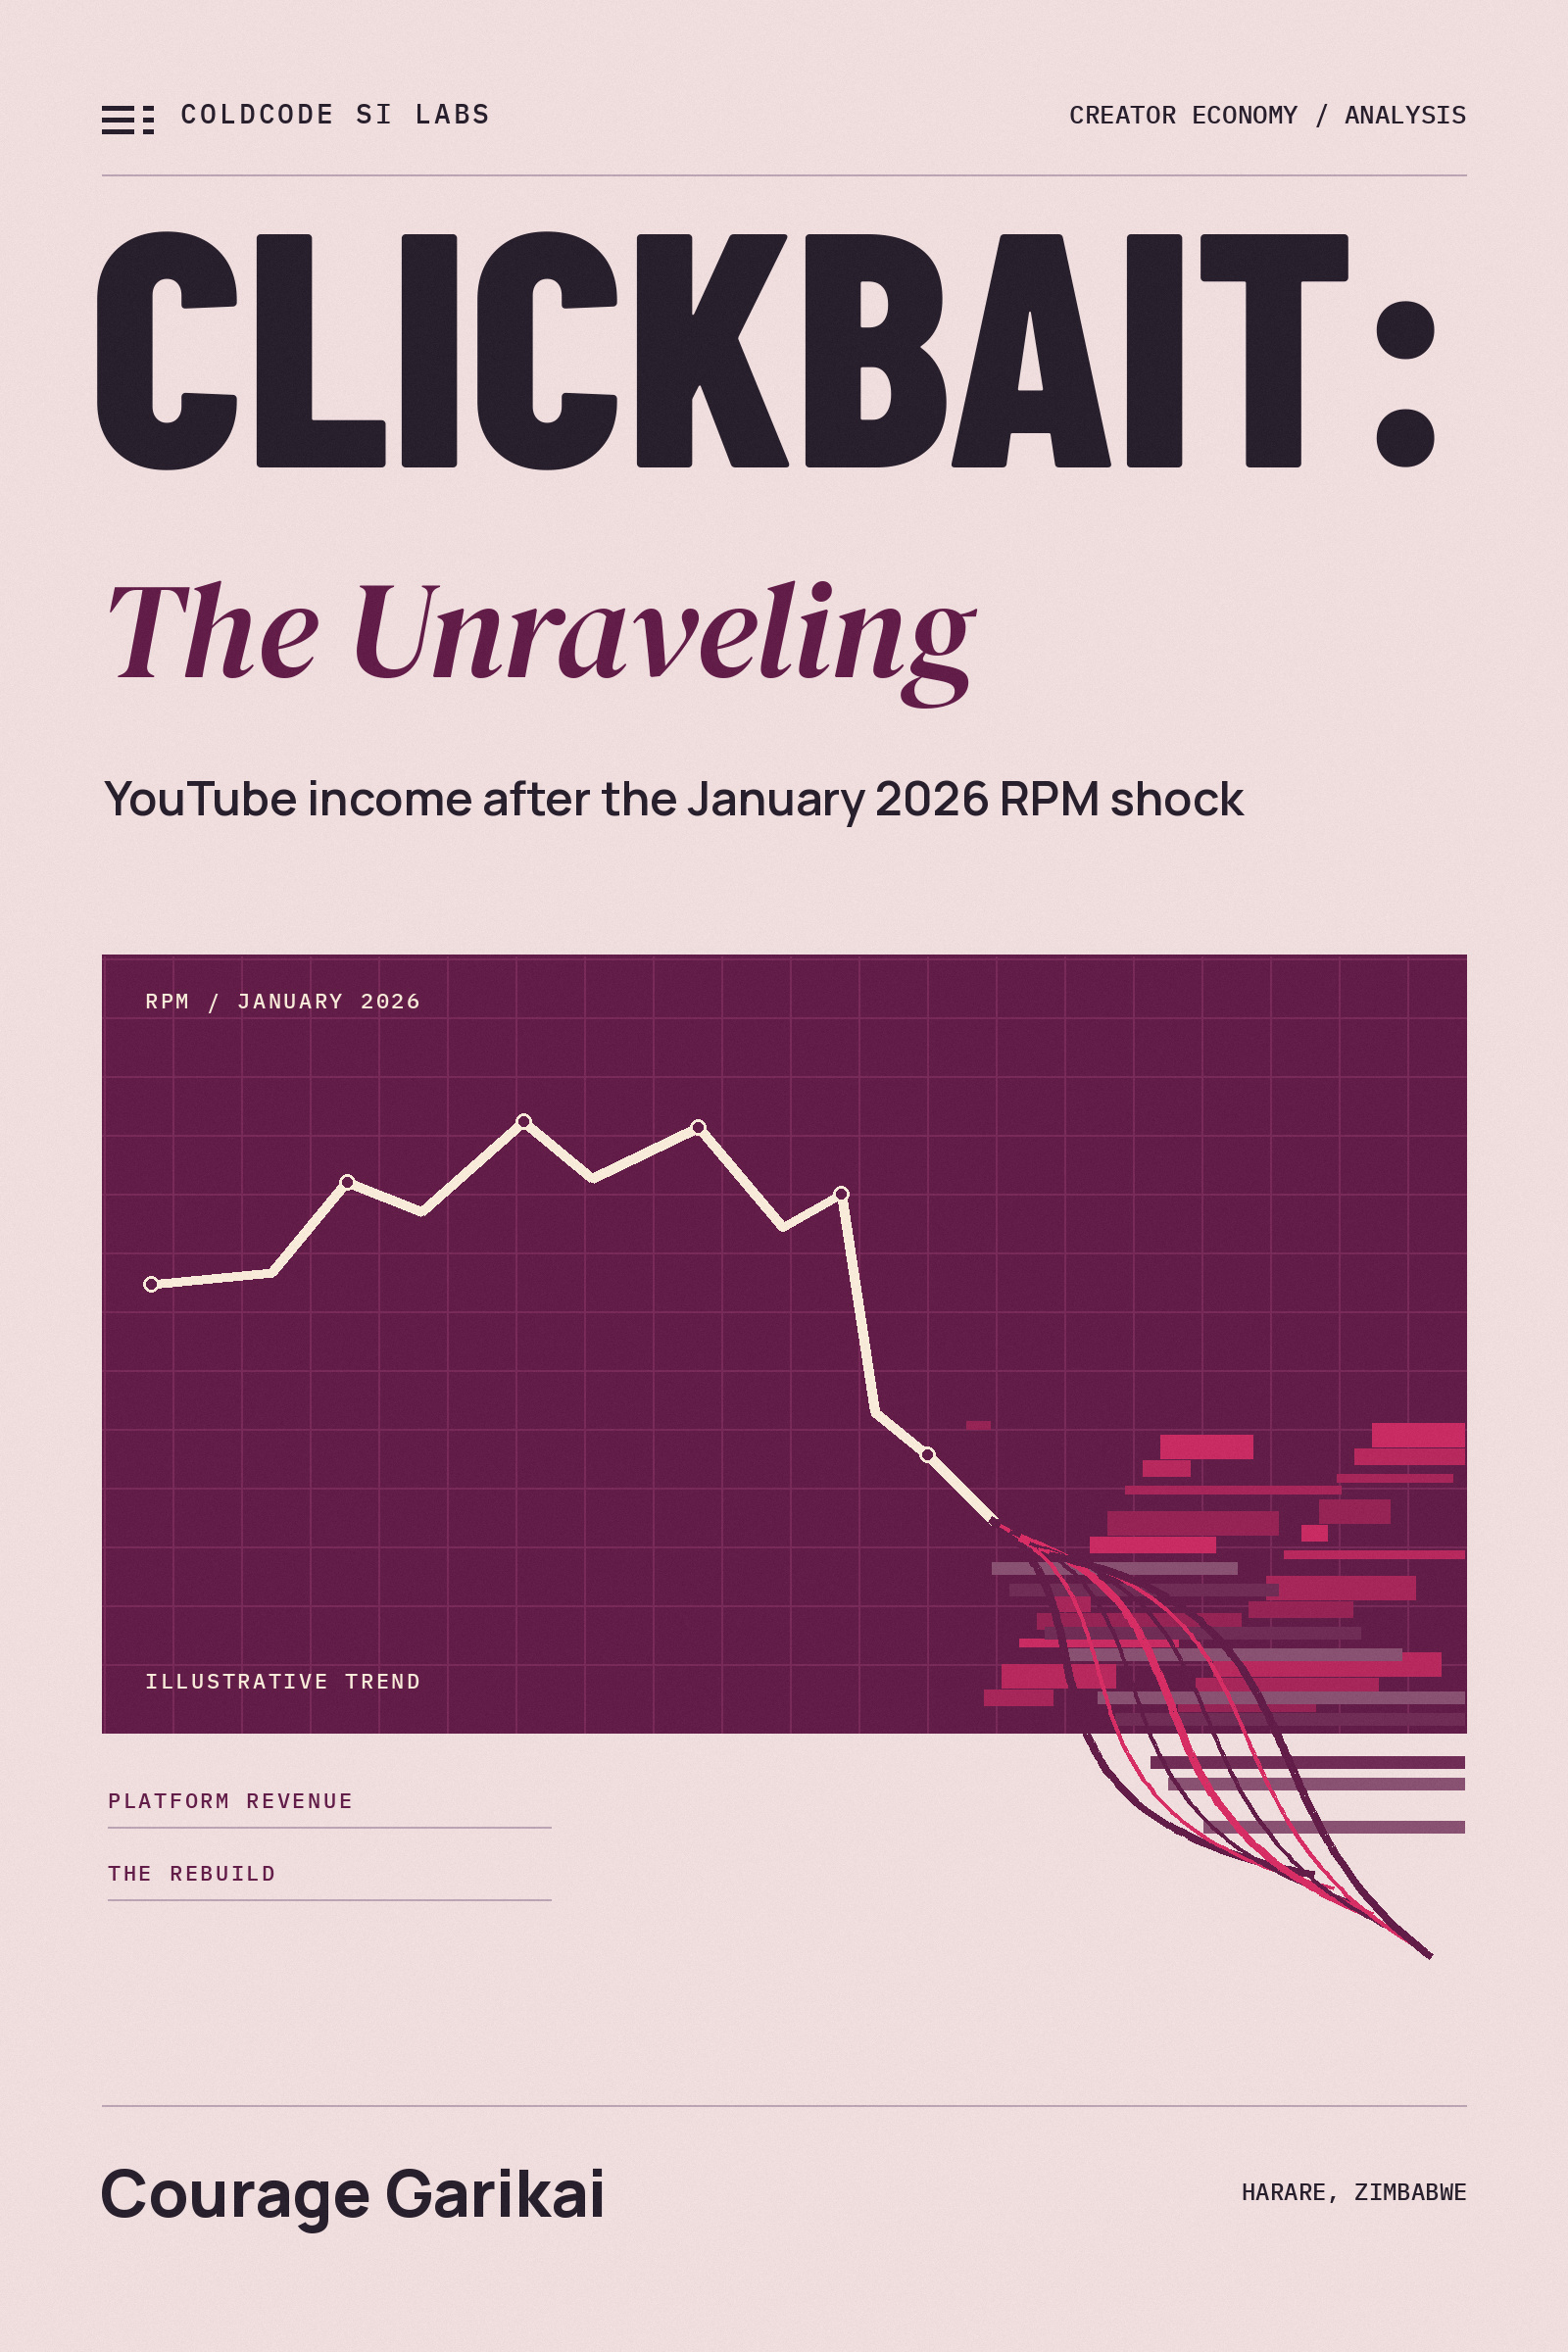 COLDCODE SI LABS
CREATOR ECONOMY / ANALYSIS
CLICKBAIT:
The Unraveling
YouTube income after the January 2026 RPM shock
RPM / JANUARY 2026
ILLUSTRATIVE TREND
PLATFORM REVENUE
THE REBUILD
Courage Garikai
HARARE, ZIMBABWE